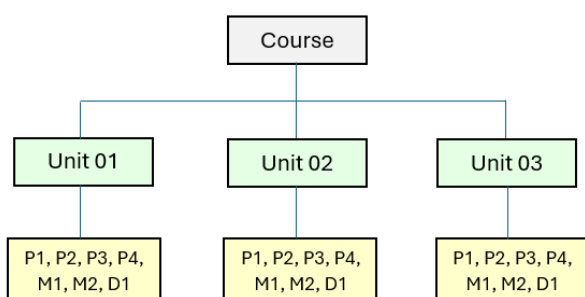 Course
Unit 01
Unit 02
Unit 03
P1, P2, P3, P4,
M1, M2, D1
P1, P2, P3, P4,
M1, M2, D1
P1, P2, P3, P4,
M1, M2, D1